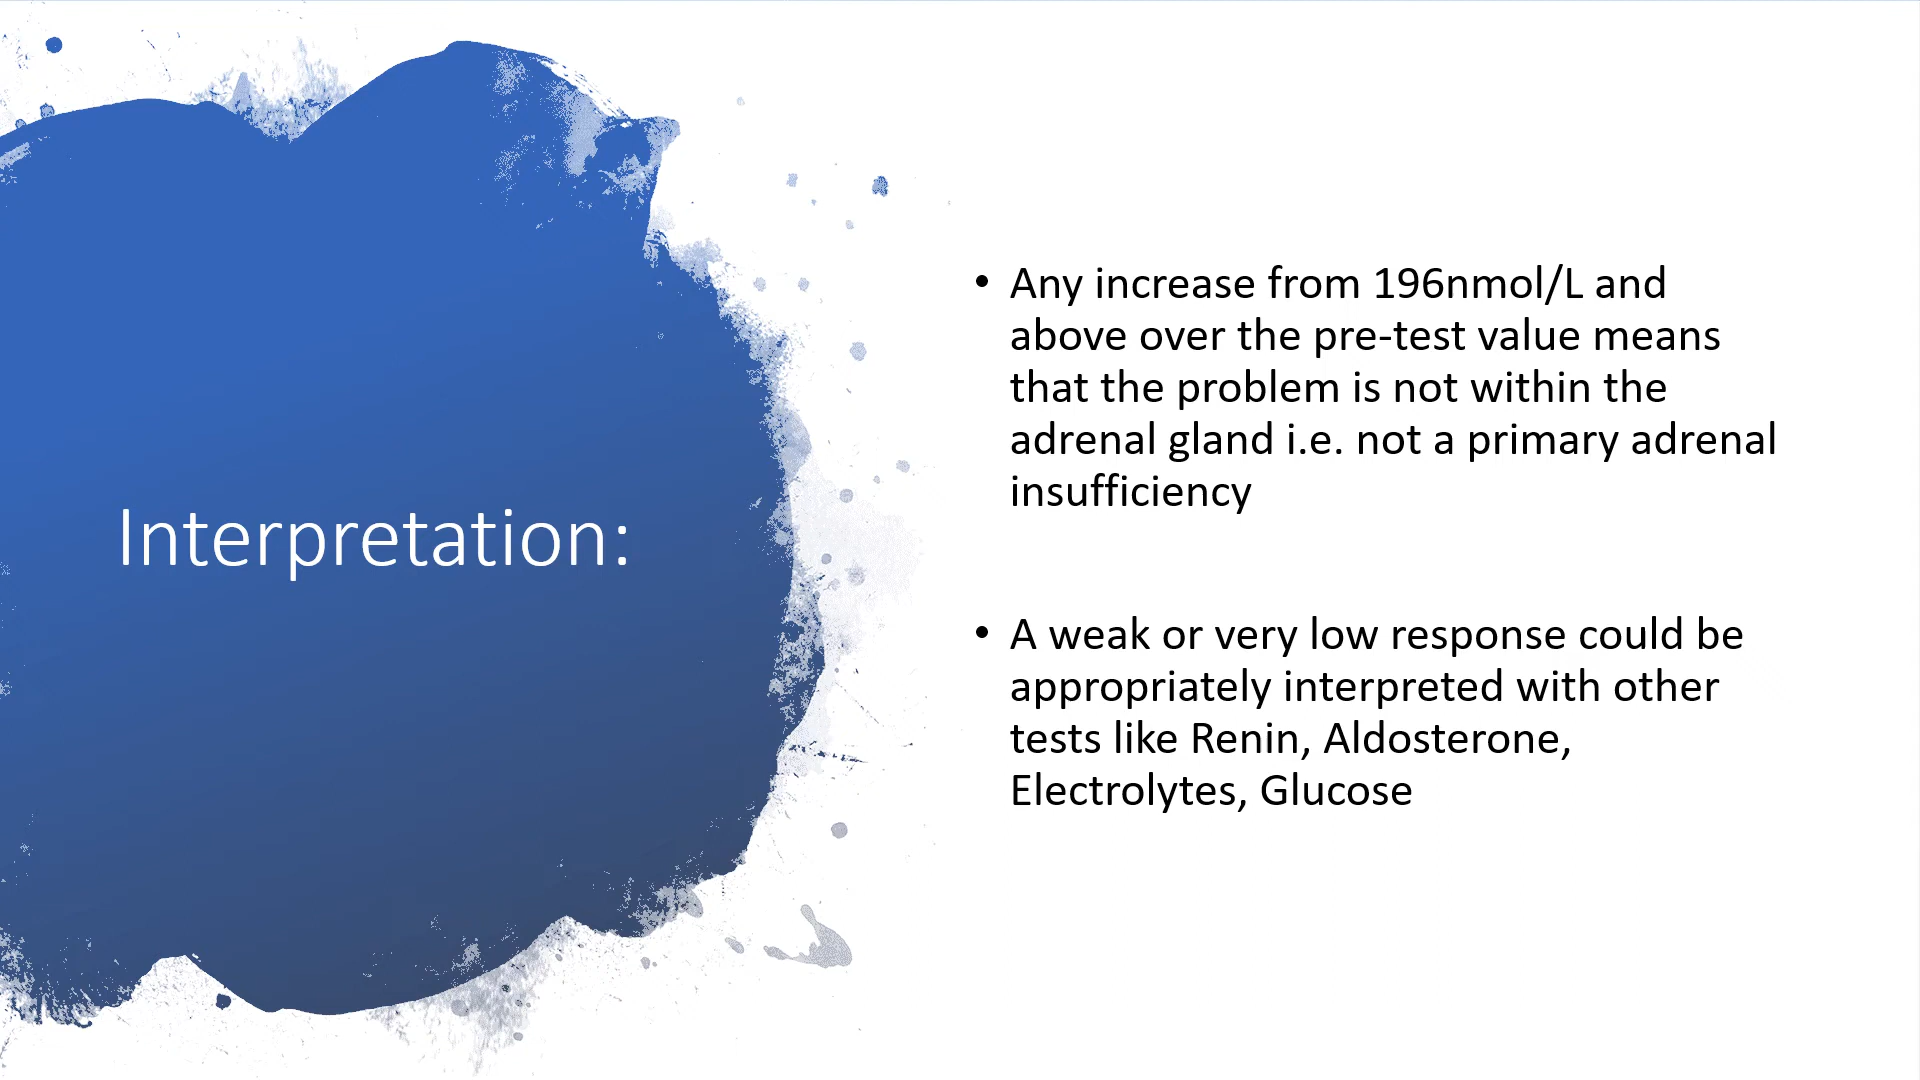 Interpretation:
• Any increase from 196nmol/L and
above over the pre-test value means
that the problem is not within the
adrenal gland i.e. not a primary adrenal
insufficiency
• A weak or very low response could be
appropriately interpreted with other
tests like Renin, Aldosterone,
Electrolytes, Glucose